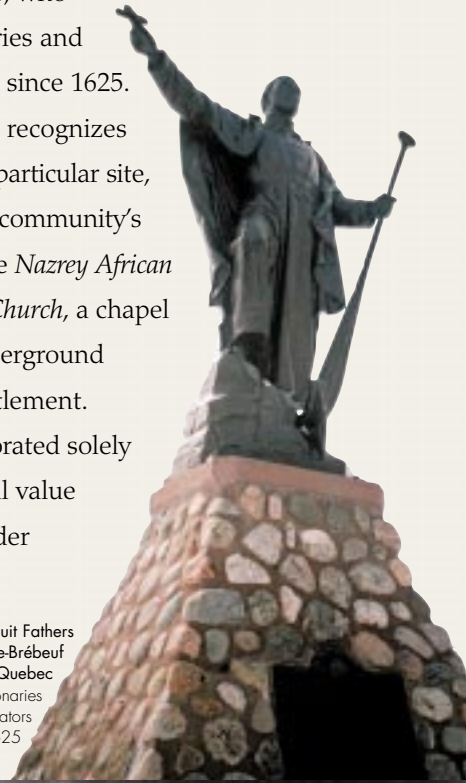 ries and
since 1625.
recognizes
particular site,
community's
e Nazrey African
Church, a chapel
erground
tlement.
orated solely
l value
der
uit Fathers
e-Brébeuf
Quebec
onaries
ators
25